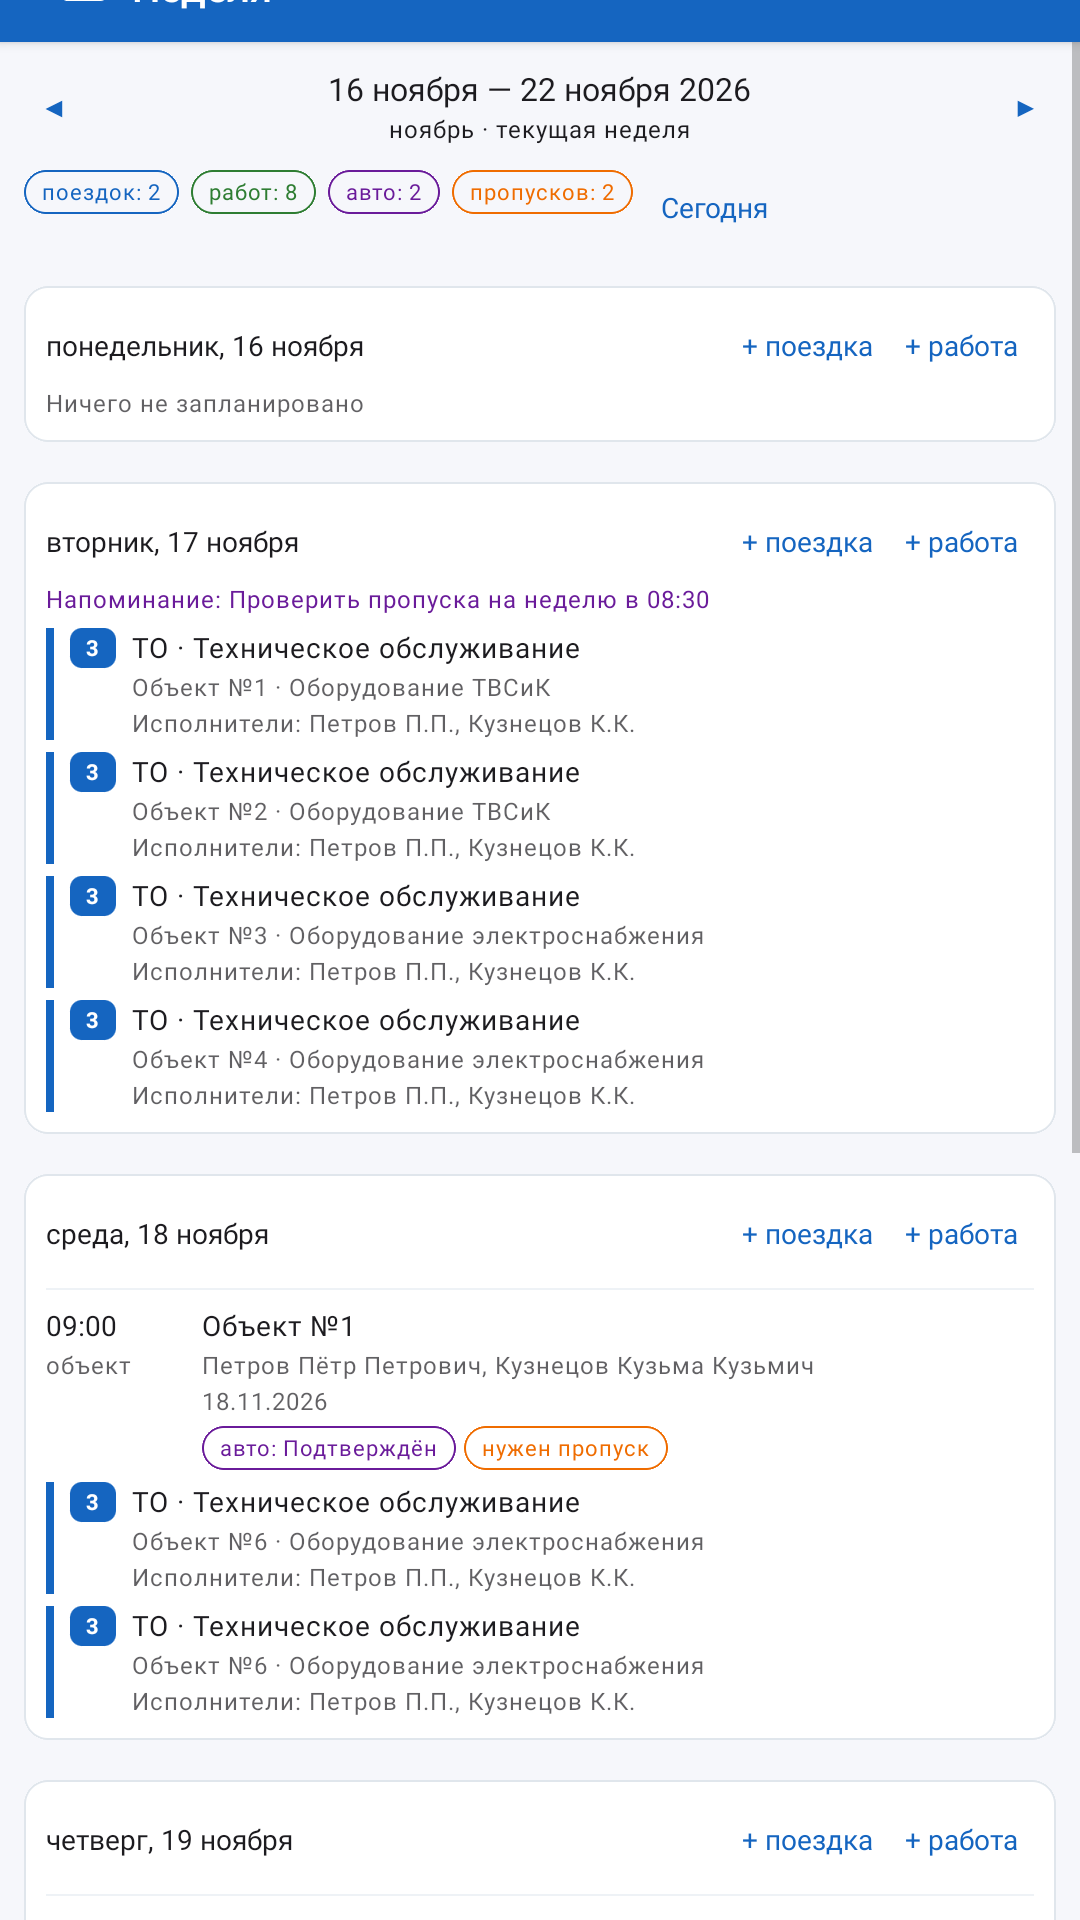 Неделя
◀
16 ноября — 22 ноября 2026
▶
ноябрь · текущая неделя
поездок: 2 работ: 8 авто: 2 пропусков: 2 Сегодня
понедельник, 16 ноября + поездка + работа
Ничего не запланировано
вторник, 17 ноября + поездка + работа
Напоминание: Проверить пропуска на неделю в 08:30
3 ТО · Техническое обслуживание
Объект №1 · Оборудование ТВСиК
Исполнители: Петров П.П., Кузнецов К.К.
3 ТО · Техническое обслуживание
Объект №2 · Оборудование ТВСиК
Исполнители: Петров П.П., Кузнецов К.К.
3 ТО · Техническое обслуживание
Объект №3 · Оборудование электроснабжения
Исполнители: Петров П.П., Кузнецов К.К.
3 ТО · Техническое обслуживание
Объект №4 · Оборудование электроснабжения
Исполнители: Петров П.П., Кузнецов К.К.
среда, 18 ноября + поездка + работа
09:00 Объект №1
объект Петров Пётр Петрович, Кузнецов Кузьма Кузьмич
18.11.2026
авто: Подтверждён нужен пропуск
3 ТО · Техническое обслуживание
Объект №6 · Оборудование электроснабжения
Исполнители: Петров П.П., Кузнецов К.К.
3 ТО · Техническое обслуживание
Объект №6 · Оборудование электроснабжения
Исполнители: Петров П.П., Кузнецов К.К.
четверг, 19 ноября + поездка + работа